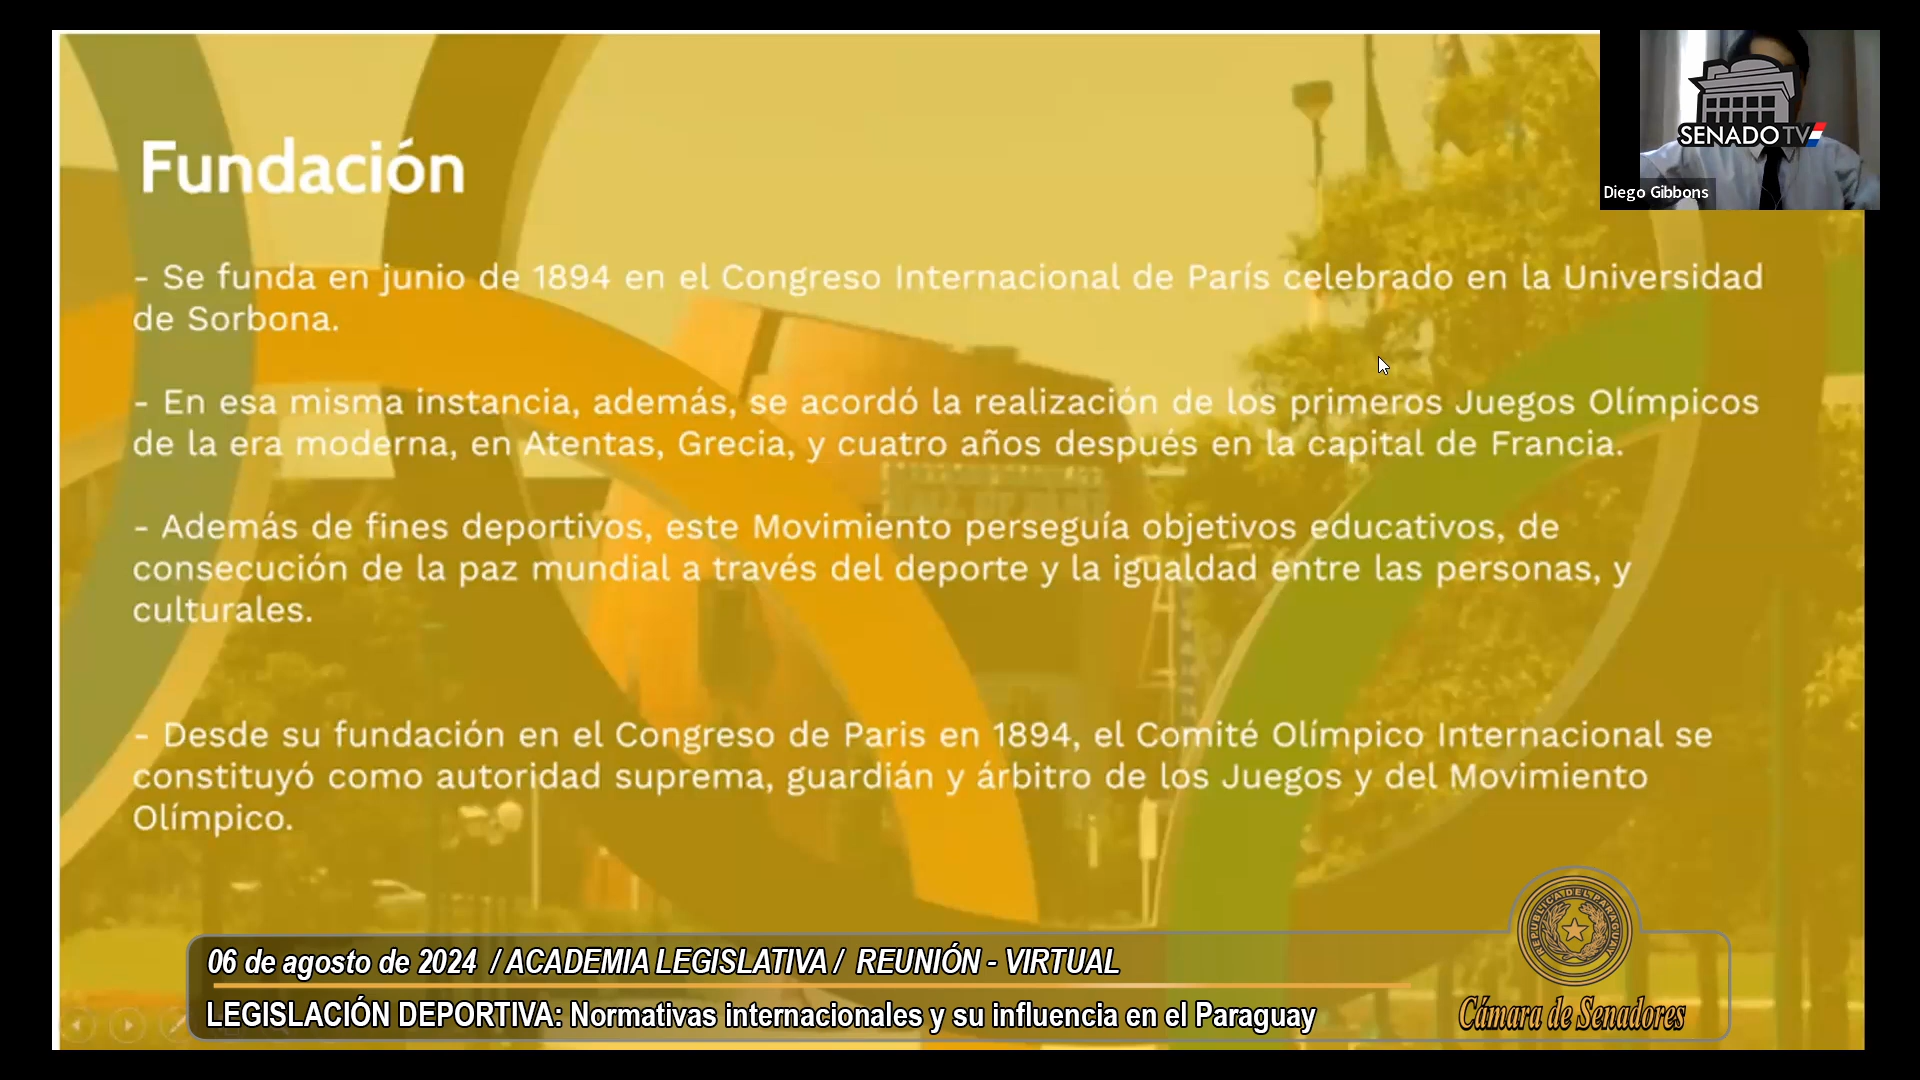 Fundación
- Se funda en junio de 1894 en el Congreso Internacional de París celebrado en la Universidad
de Sorbona.
- En esa misma instancia, además, se acordó la realización de los primeros Juegos Olímpicos
de la era moderna, en Atentas, Grecia, y cuatro años después en la capital de Francia.
- Además de fines deportivos, este Movimiento perseguía objetivos educativos, de
consecución de la paz mundial a través del deporte y la igualdad entre las personas, y
culturales.
- Desde su fundación en el Congreso de Paris en 1894, el Comité Olímpico Internacional se
constituyó como autoridad suprema, guardián y árbitro de los Juegos y del Movimiento
Olímpico.
SENADO TV
Diego Gibbons
06 de agosto de 2024 / ACADEMIA LEGISLATIVA / REUNIÓN - VIRTUAL
LEGISLACIÓN DEPORTIVA: Normativas internacionales y su influencia en el Paraguay
REPUBLICA DEL PARAGUAY
Cámara de Senadores